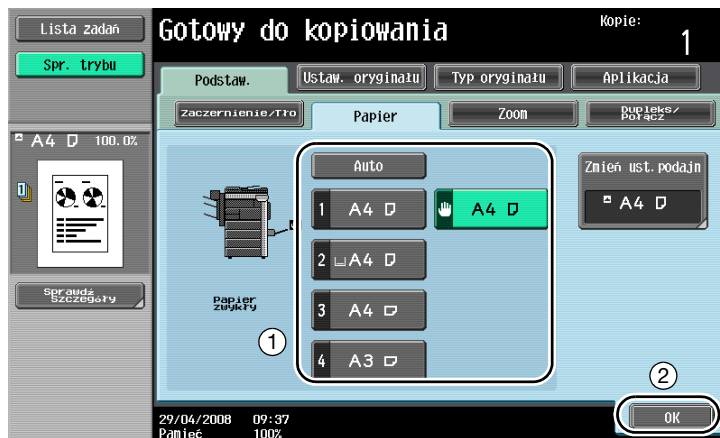 Lista zadań
Spr. trybu
Gotowy do kopiowania
Kopie:
1
Podstaw.
Ustaw. oryginału
Typ oryginału
Aplikacja
Zaczernienie/Tło
Papier
Zoom
Dupleks/
Połącz
A4 100.0%
1
Sprawdź
Szczegóły
Papier
zwykły
Auto
1 A4
A4
2 A4
3 A4
4 A3
Zmień ust.podajn
A4
1
2
OK
29/04/2008 09:37
Pamięć 100%